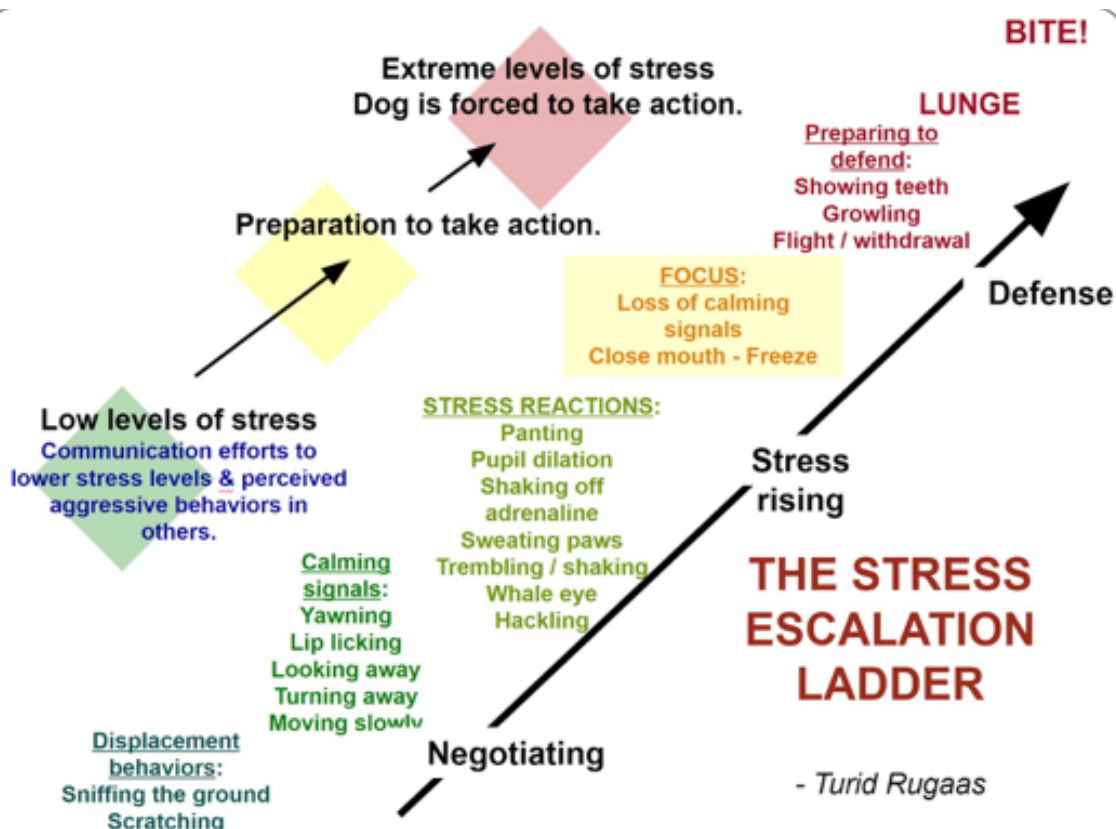 BITE!
Extreme levels of stress
Dog is forced to take action.
LUNGE
Preparing to
defend:
Showing teeth
Growling
Flight / withdrawal
Preparation to take action.
FOCUS:
Loss of calming
signals
Close mouth - Freeze
Defense
Low levels of stress
Communication efforts to
lower stress levels & perceived
aggressive behaviors in
others.
STRESS REACTIONS:
Panting
Pupil dilation
Shaking off
adrenaline
Sweating paws
Trembling / shaking
Whale eye
Hackling
Stress
rising
Calming
signals:
Yawning
Lip licking
Looking away
Turning away
Moving slowly
THE STRESS
ESCALATION
LADDER
Displacement
behaviors:
Sniffing the ground
Scratching
Negotiating
- Turid Rugaas